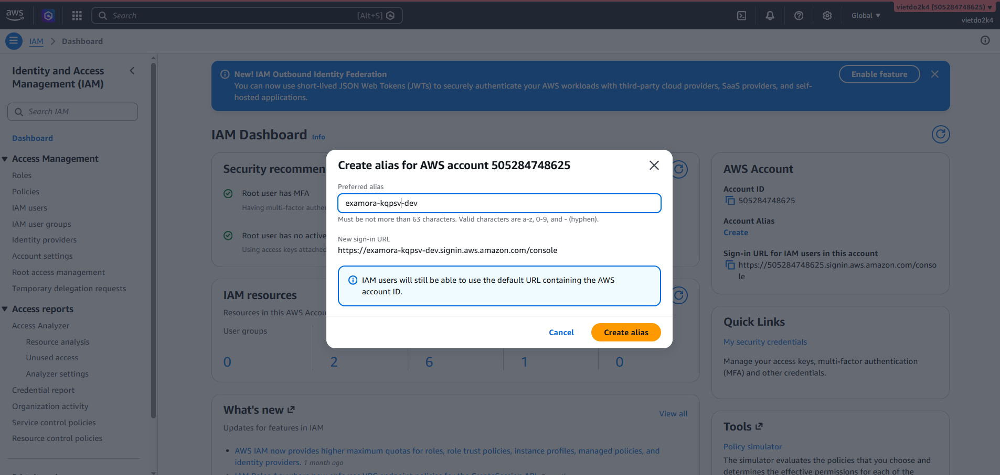 aws
Search
[Alt+S]
Global
vietdo2k4 (505284748625)
vietdo2k4
IAM
Dashboard
Identity and Access
Management (IAM)
Search IAM
Dashboard
Access Management
Roles
Policies
IAM users
IAM user groups
Identity providers
Account settings
Root access management
Temporary delegation requests
Access reports
Access Analyzer
Resource analysis
Unused access
Analyzer settings
Credential report
Organization activity
Service control policies
Resource control policies
New! IAM Outbound Identity Federation
You can now use short-lived JSON Web Tokens (JWTs) to securely authenticate your AWS workloads with third-party cloud providers, SaaS providers, and self-
hosted applications.
Enable feature
IAM Dashboard Info
Security recommen
Root user has MFA
Having multi-factor auther
Root user has no active
Using access keys attached
IAM resources
Resources in this AWS Accou
User groups
0
2
6
1
0
What's new
View all
Updates for features in IAM
AWS IAM now provides higher maximum quotas for roles, role trust policies, instance profiles, managed policies, and
identity providers. 1 month ago
Create alias for AWS account 505284748625
Preferred alias
examora-kqpsv-dev
Must be not more than 63 characters. Valid characters are a-z, 0-9, and - (hyphen).
New sign-in URL
https://examora-kqpsv-dev.signin.aws.amazon.com/console
IAM users will still be able to use the default URL containing the AWS
account ID.
Cancel
Create alias
AWS Account
Account ID
505284748625
Account Alias
Create
Sign-in URL for IAM users in this account
https://505284748625.signin.aws.amazon.com/conso
le
Quick Links
My security credentials
Manage your access keys, multi-factor authentication
(MFA) and other credentials.
Tools
Policy simulator
The simulator evaluates the policies that you choose and
determines the effective permissions for each of the